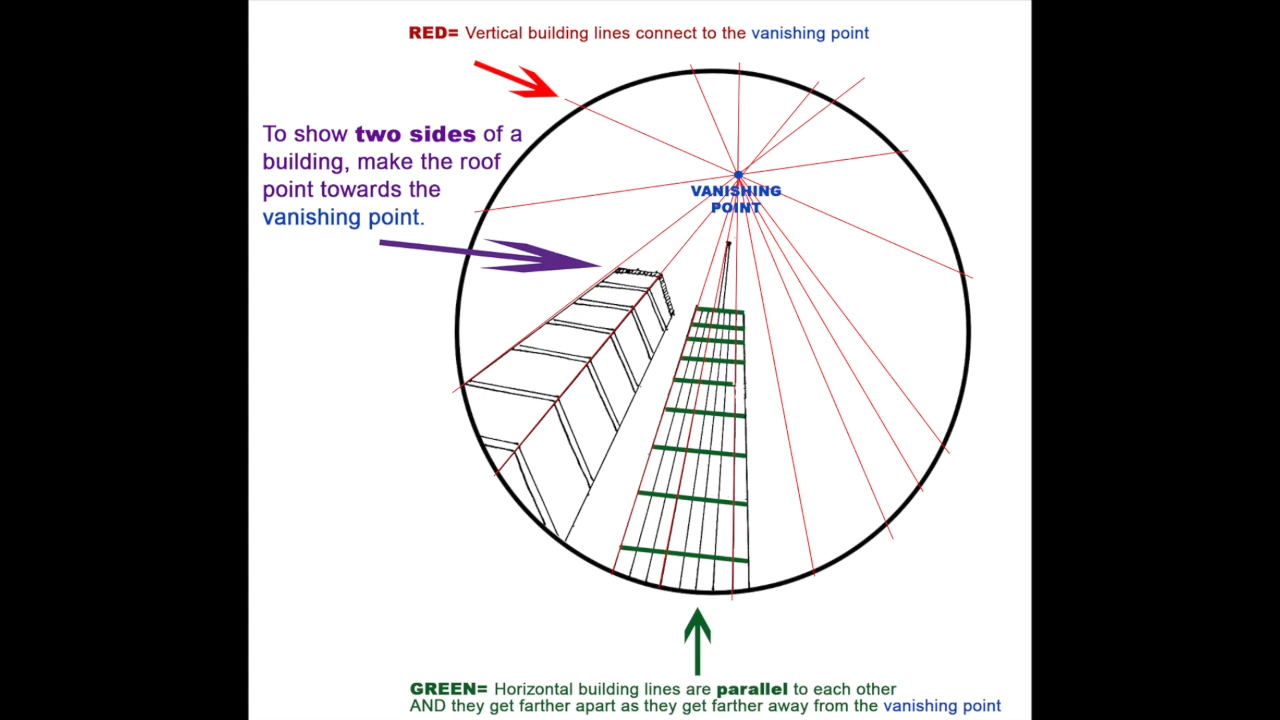 RED= Vertical building lines connect to the vanishing point
To show two sides of a
building, make the roof
point towards the
vanishing point.
VANISHING
POINT
GREEN= Horizontal building lines are parallel to each other
AND they get farther apart as they get farther away from the vanishing point